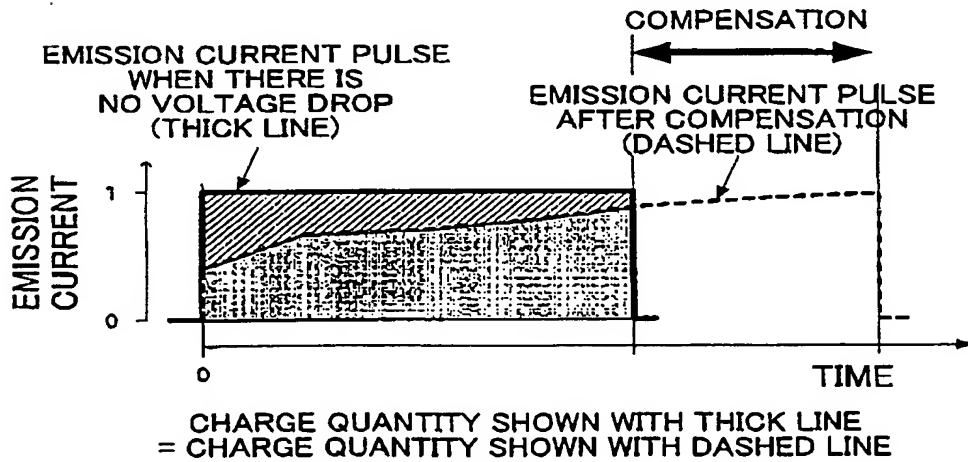 COMPENSATION
EMISSION CURRENT PULSE
WHEN THERE IS
NO VOLTAGE DROP
(THICK LINE)
EMISSION CURRENT PULSE
AFTER COMPENSATION
(DASHED LINE)
EMISSION
CURRENT
1
0
0
TIME
CHARGE QUANTITY SHOWN WITH THICK LINE
= CHARGE QUANTITY SHOWN WITH DASHED LINE